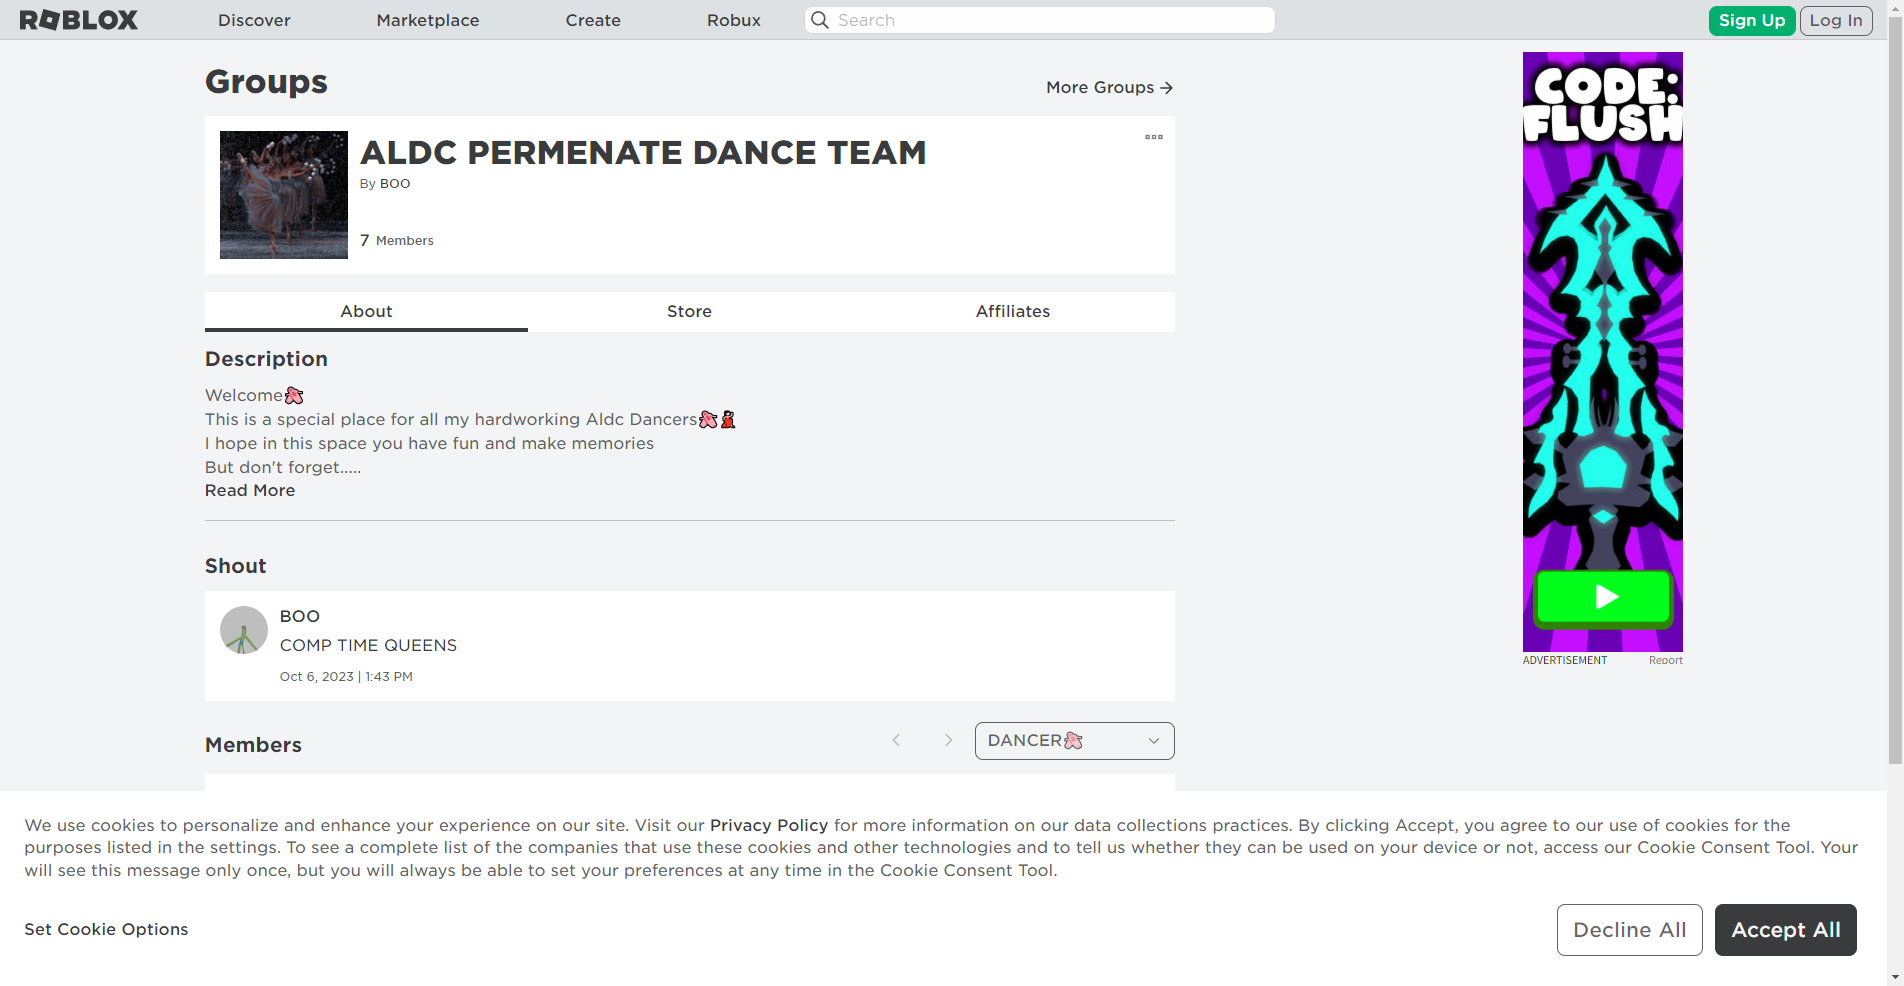 ROBLOX
Discover
Marketplace
Create
Robux
Search
Sign Up
Log In
Groups
More Groups
ALDC PERMENATE DANCE TEAM
By BOO
7 Members
About
Store
Affiliates
Description
Welcome
This is a special place for all my hardworking Aldc Dancers
I hope in this space you have fun and make memories
But don't forget.....
Read More
Shout
BOO
COMP TIME QUEENS
Oct 6, 2023 | 1:43 PM
Members
DANCER
CODE:
FLUSH
ADVERTISEMENT
Report
We use cookies to personalize and enhance your experience on our site. Visit our Privacy Policy for more information on our data collections practices. By clicking Accept, you agree to our use of cookies for the
purposes listed in the settings. To see a complete list of the companies that use these cookies and other technologies and to tell us whether they can be used on your device or not, access our Cookie Consent Tool. Your
will see this message only once, but you will always be able to set your preferences at any time in the Cookie Consent Tool.
Set Cookie Options
Decline All
Accept All